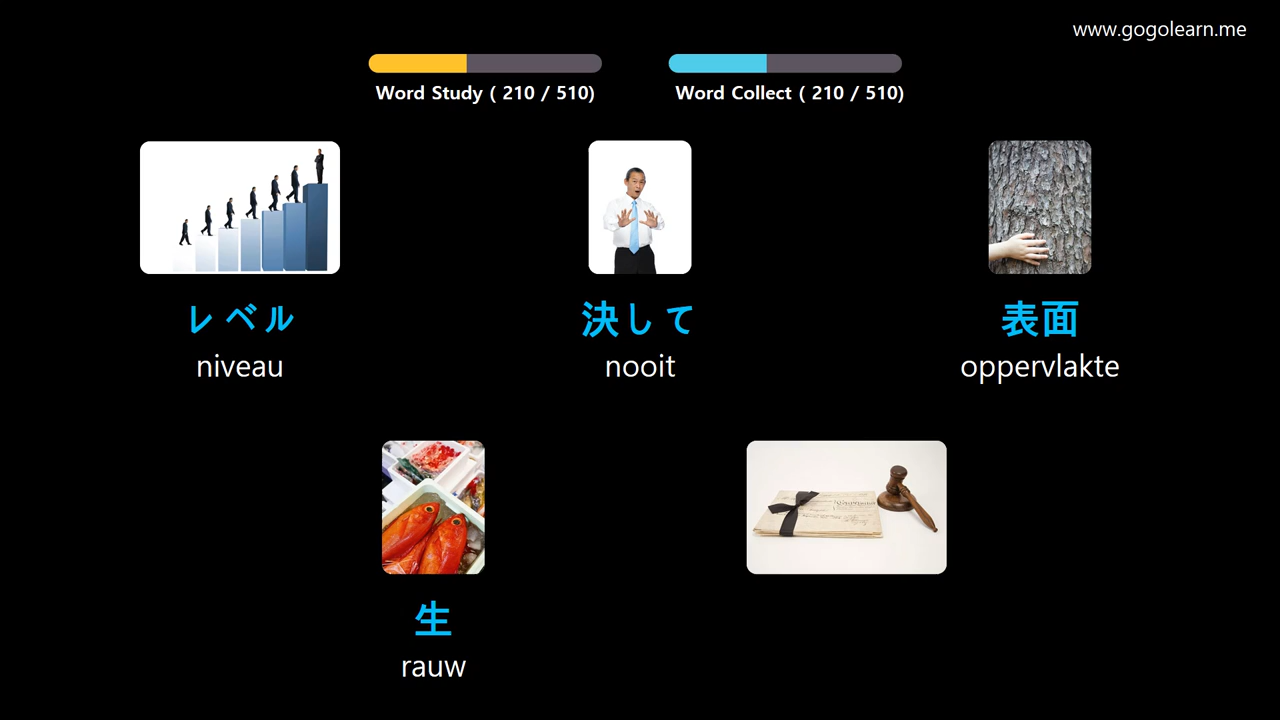 www.gogolearn.me
Word Study ( 210 / 510)
Word Collect ( 210 / 510)
レベル
niveau
決して
nooit
表面
oppervlakte
生
rauw